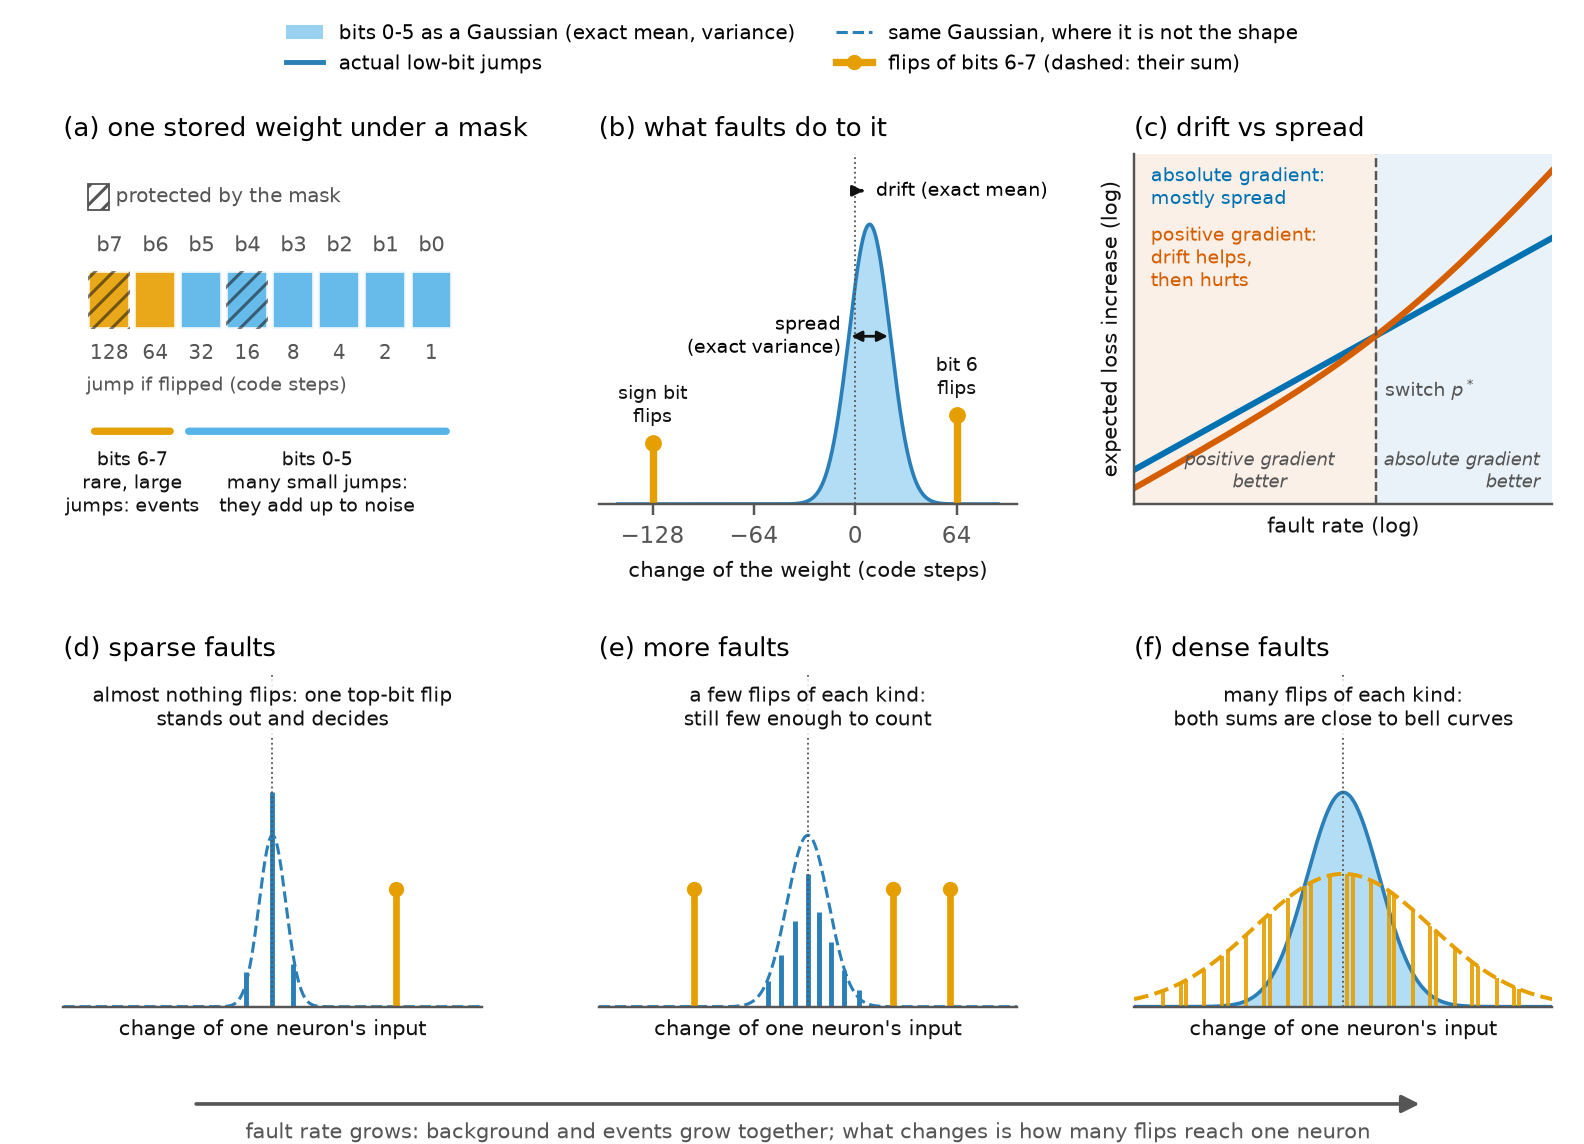 bits 0-5 as a Gaussian (exact mean, variance)
same Gaussian, where it is not the shape
actual low-bit jumps
flips of bits 6-7 (dashed: their sum)
(a) one stored weight under a mask
protected by the mask
b7 b6 b5 b4 b3 b2 b1 b0
128 64 32 16 8 4 2 1
jump if flipped (code steps)
bits 6-7
rare, large
jumps: events
bits 0-5
many small jumps:
they add up to noise
(b) what faults do to it
drift (exact mean)
spread
(exact variance)
sign bit
flips
bit 6
flips
−128 −64 0 64
change of the weight (code steps)
(c) drift vs spread
expected loss increase (log)
absolute gradient:
mostly spread
positive gradient:
drift helps,
then hurts
switch p*
positive gradient
better
absolute gradient
better
fault rate (log)
(d) sparse faults
almost nothing flips: one top-bit flip
stands out and decides
change of one neuron's input
(e) more faults
a few flips of each kind:
still few enough to count
change of one neuron's input
(f) dense faults
many flips of each kind:
both sums are close to bell curves
change of one neuron's input
fault rate grows: background and events grow together; what changes is how many flips reach one neuron